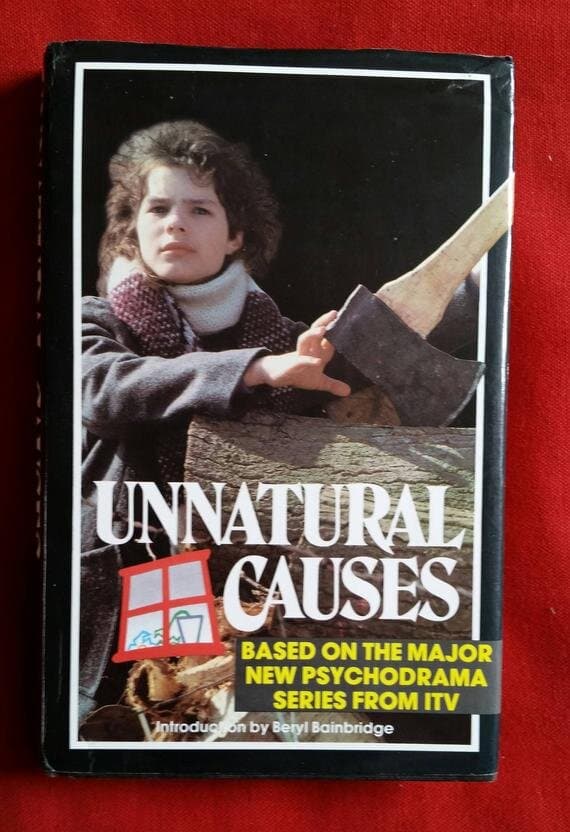 UNNATURAL
CAUSES
BASED ON THE MAJOR
NEW PSYCHODRAMA
SERIES FROM ITV
Introduction by Beryl Bainbridge